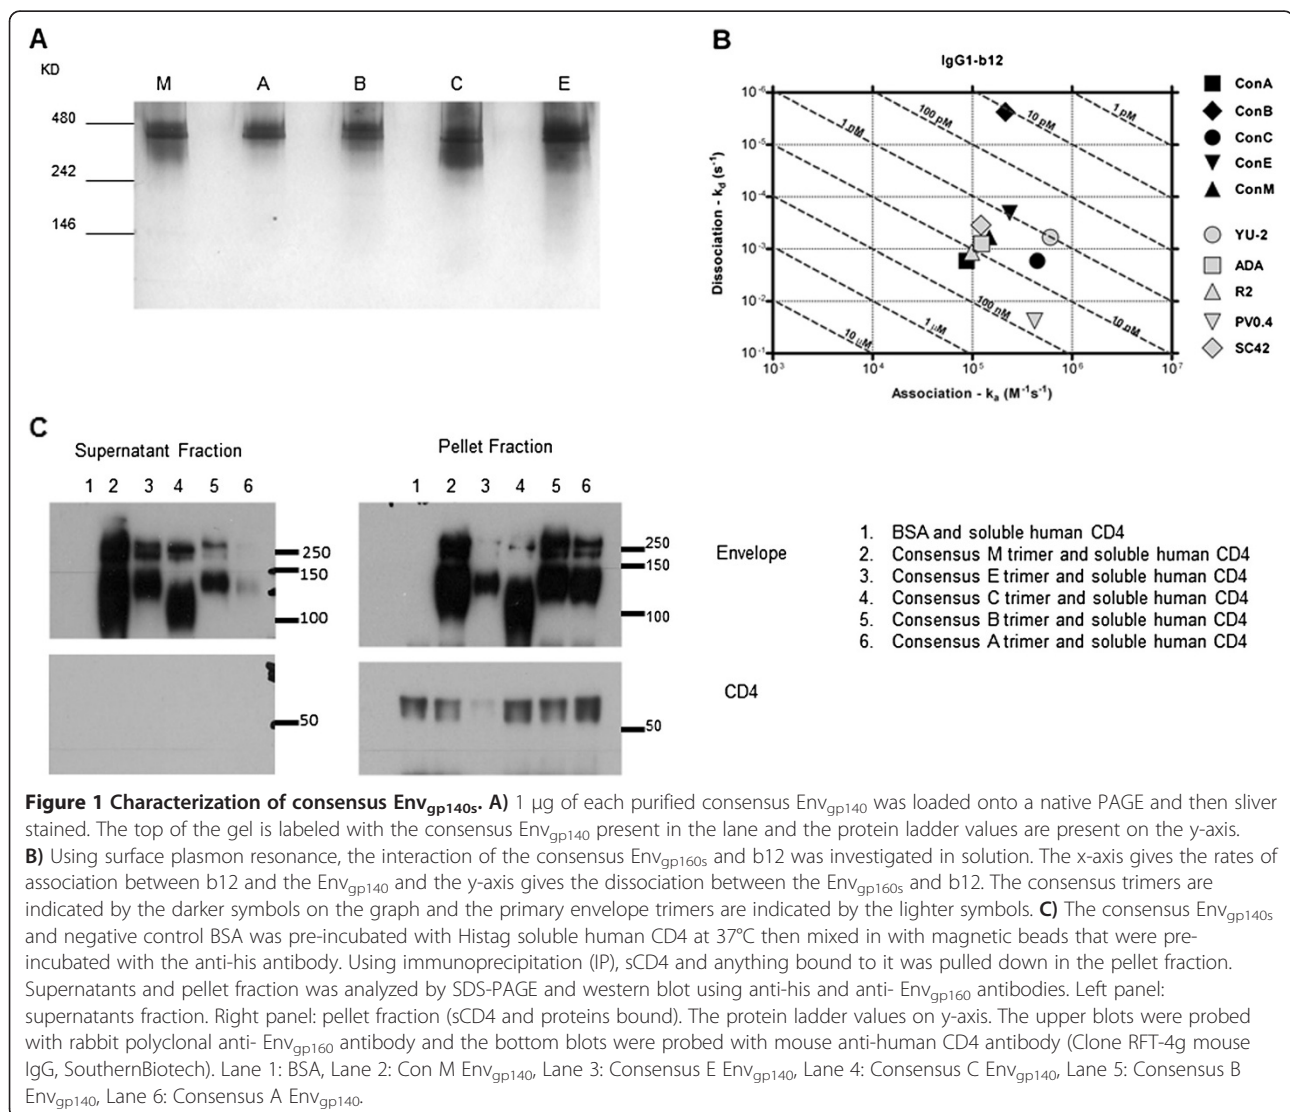 A
KD
M A B C E
480
242
146
B
IgG1-b12
Dissociation - kd (s-1)
10-6
10-5
10-4
10-3
10-2
10-1
1 pM
100 pM
10 pM
1 pM
100 nM
1 µM
10 µM
10 nM
103 104 105 106 107
Association - ka (M-1s-1)
ConA
ConB
ConC
ConE
ConM
YU-2
ADA
R2
PV0.4
SC42
C
Supernatant Fraction
1 2 3 4 5 6
250
150
100
50
Pellet Fraction
1 2 3 4 5 6
250
150
100
50
Envelope
CD4
1. BSA and soluble human CD4
2. Consensus M trimer and soluble human CD4
3. Consensus E trimer and soluble human CD4
4. Consensus C trimer and soluble human CD4
5. Consensus B trimer and soluble human CD4
6. Consensus A trimer and soluble human CD4
Figure 1 Characterization of consensus Envgp140s. A) 1 µg of each purified consensus Envgp140 was loaded onto a native PAGE and then sliver
stained. The top of the gel is labeled with the consensus Envgp140 present in the lane and the protein ladder values are present on the y-axis.
B) Using surface plasmon resonance, the interaction of the consensus Envgp160s and b12 was investigated in solution. The x-axis gives the rates of
association between b12 and the Envgp140 and the y-axis gives the dissociation between the Envgp160s and b12. The consensus trimers are
indicated by the darker symbols on the graph and the primary envelope trimers are indicated by the lighter symbols. C) The consensus Envgp140s
and negative control BSA was pre-incubated with Histag soluble human CD4 at 37°C then mixed in with magnetic beads that were pre-
incubated with the anti-his antibody. Using immunoprecipitation (IP), sCD4 and anything bound to it was pulled down in the pellet fraction.
Supernatants and pellet fraction was analyzed by SDS-PAGE and western blot using anti-his and anti- Envgp160 antibodies. Left panel:
supernatants fraction. Right panel: pellet fraction (sCD4 and proteins bound). The protein ladder values on y-axis. The upper blots were probed
with rabbit polyclonal anti- Envgp160 antibody and the bottom blots were probed with mouse anti-human CD4 antibody (Clone RFT-4g mouse
IgG, SouthernBiotech). Lane 1: BSA, Lane 2: Con M Envgp140, Lane 3: Consensus E Envgp140, Lane 4: Consensus C Envgp140, Lane 5: Consensus B
Envgp140, Lane 6: Consensus A Envgp140.